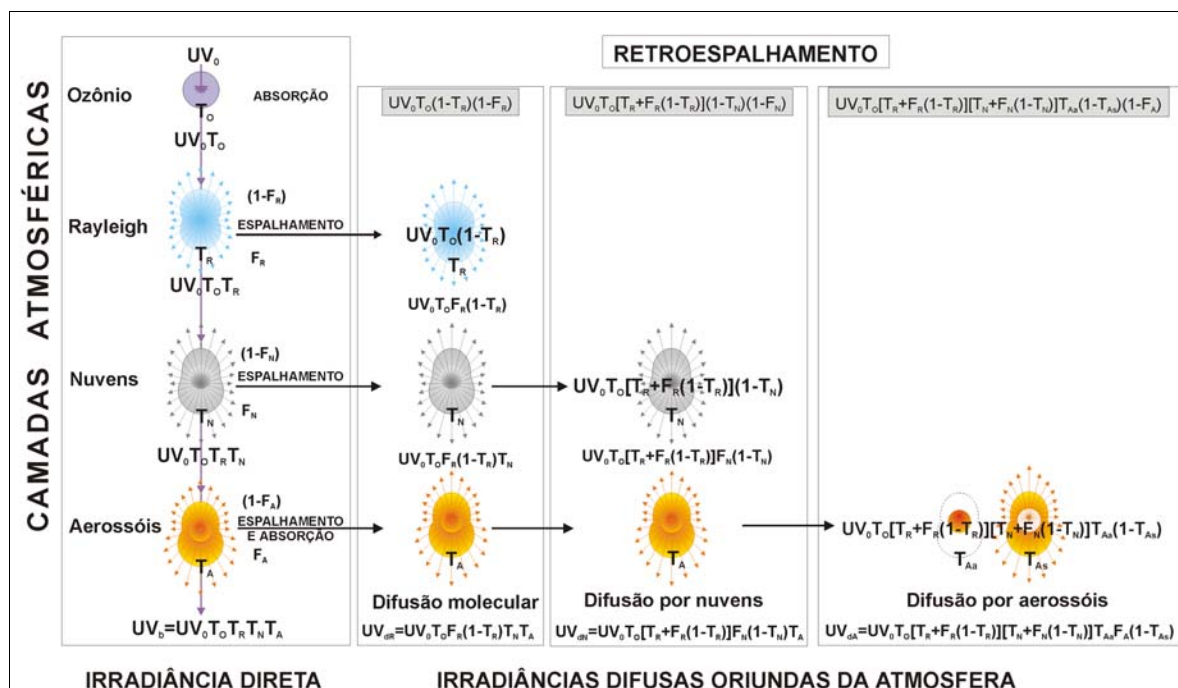 CAMADAS ATMOSFÉRICAS
UV₀
Ozônio
ABSORÇÃO
T_O
UV₀T_O
(1-F_R)
Rayleigh
ESPALHAMENTO
T_R
F_R
UV₀T_OT_R
(1-F_N)
Nuvens
ESPALHAMENTO
T_N
F_N
UV₀T_OT_RT_N
(1-F_A)
Aerossóis
ESPALHAMENTO
E ABSORÇÃO
T_A
F_A
UV_b=UV₀T_OT_RT_NT_A
IRRADIÂNCIA DIRETA
RETROESPALHAMENTO
UV₀T_O(1-T_R)(1-F_R)
UV₀T_O(1-T_R)
T_R
UV₀T_OF_R(1-T_R)
T_N
UV₀T_OF_R(1-T_R)T_N
T_A
Difusão molecular
UV_dR=UV₀T_OF_R(1-T_R)T_NT_A
UV₀T_O[T_R+F_R(1-T_R)](1-T_N)(1-F_N)
UV₀T_O[T_R+F_R(1-T_R)](1-T_N)
T_N
UV₀T_O[T_R+F_R(1-T_R)]F_N(1-T_N)
T_A
Difusão por nuvens
UV_dN=UV₀T_O[T_R+F_R(1-T_R)]F_N(1-T_N)T_A
UV₀T_O[T_R+F_R(1-T_R)][T_N+F_N(1-T_N)]T_Aa(1-T_As)(1-F_A)
UV₀T_O[T_R+F_R(1-T_R)][T_N+F_N(1-T_N)]T_Aa(1-T_As)
T_Aa
T_As
Difusão por aerossóis
UV_dA=UV₀T_O[T_R+F_R(1-T_R)][T_N+F_N(1-T_N)]T_AaF_A(1-T_As)
IRRADIÂNCIAS DIFUSAS ORIUNDAS DA ATMOSFERA